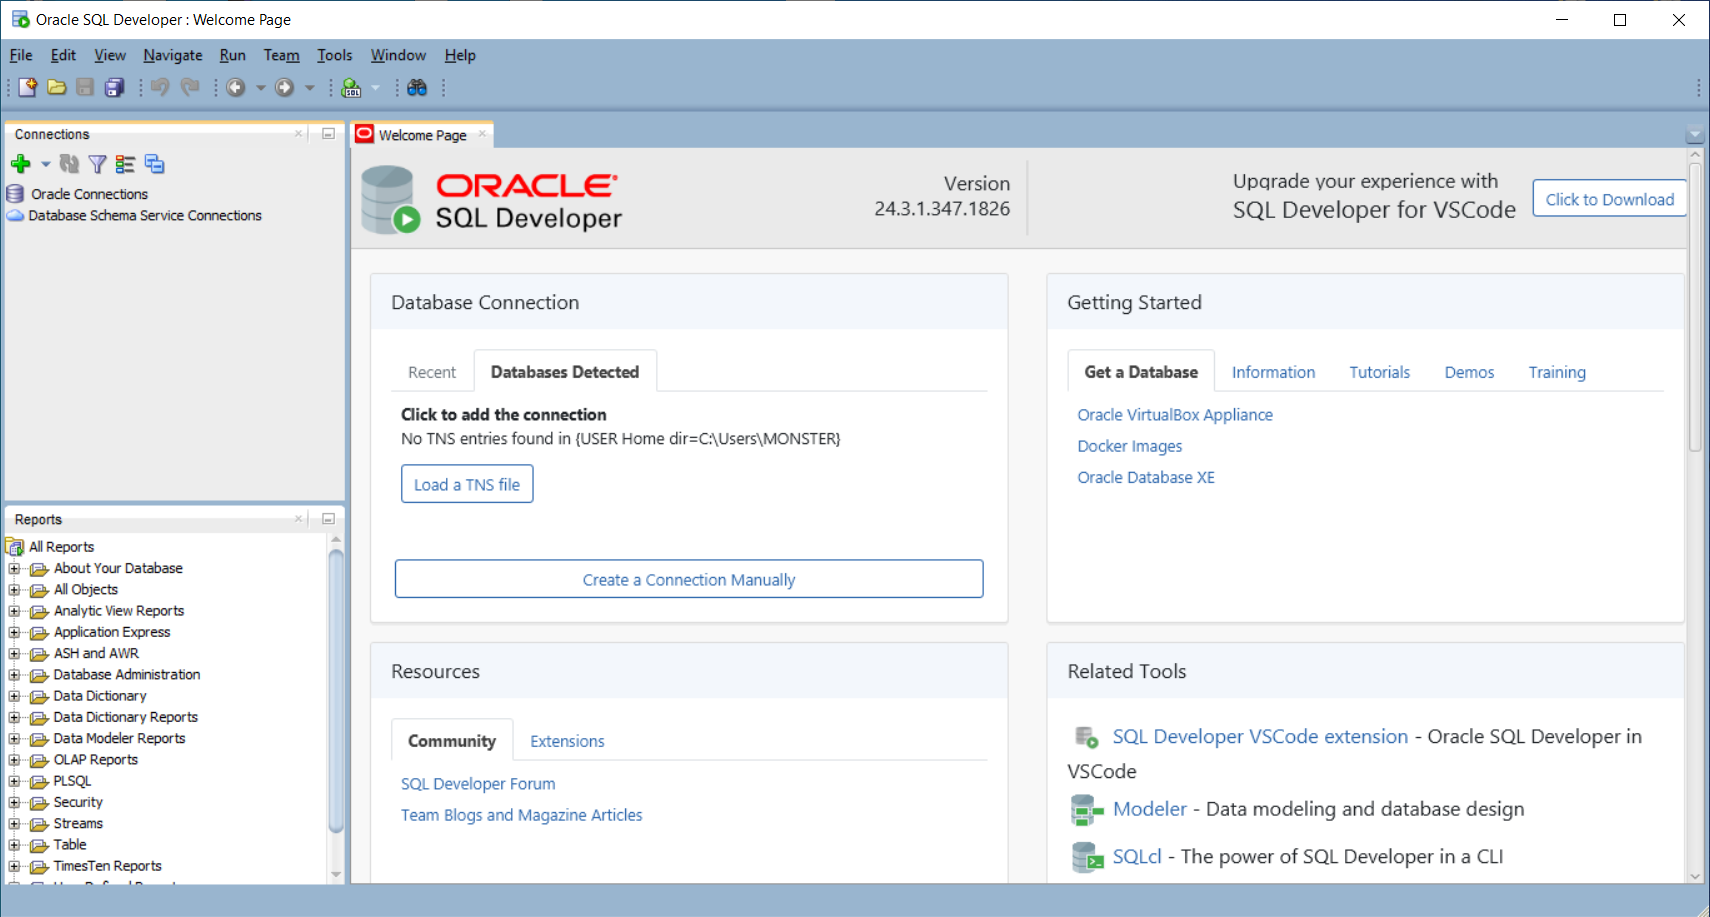 Oracle SQL Developer : Welcome Page
File Edit View Navigate Run Team Tools Window Help
SQL
Connections
Oracle Connections
Database Schema Service Connections
Reports
All Reports
About Your Database
All Objects
Analytic View Reports
Application Express
ASH and AWR
Database Administration
Data Dictionary
Data Dictionary Reports
Data Modeler Reports
OLAP Reports
PLSQL
Security
Streams
Table
TimesTen Reports
Welcome Page
ORACLE
SQL Developer
Version
24.3.1.347.1826
Upgrade your experience with
SQL Developer for VSCode
Click to Download
Database Connection
Recent Databases Detected
Click to add the connection
No TNS entries found in {USER Home dir=C:\Users\MONSTER}
Load a TNS file
Create a Connection Manually
Getting Started
Get a Database Information Tutorials Demos Training
Oracle VirtualBox Appliance
Docker Images
Oracle Database XE
Resources
Community Extensions
SQL Developer Forum
Team Blogs and Magazine Articles
Related Tools
SQL Developer VSCode extension - Oracle SQL Developer in
VSCode
Modeler - Data modeling and database design
SQLcl - The power of SQL Developer in a CLI